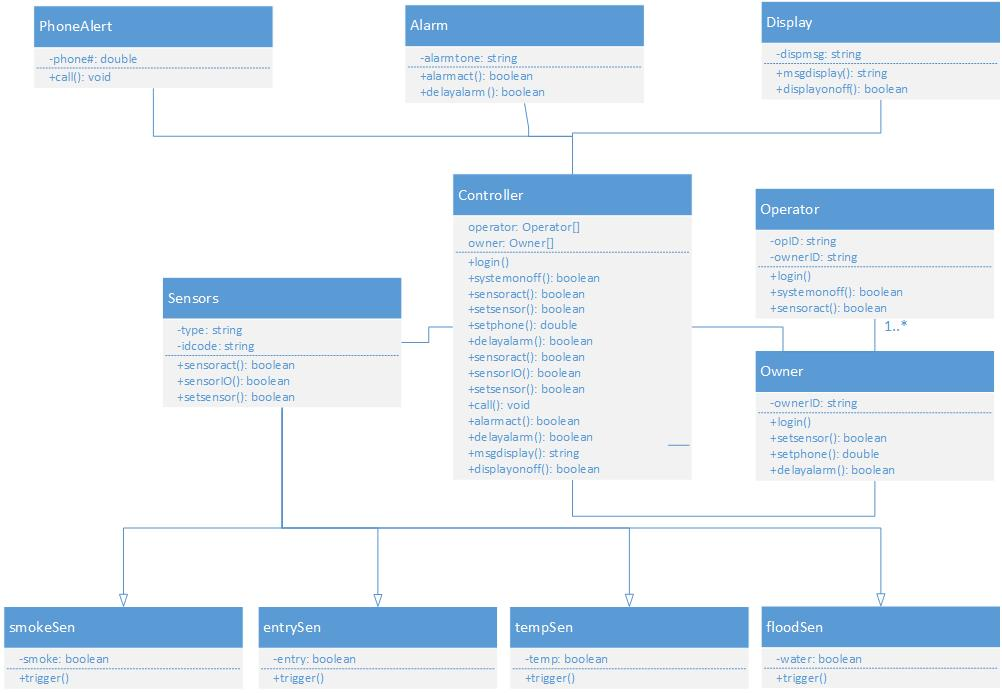 PhoneAlert
-phone#: double
+call(): void
Alarm
-alarmtone: string
+alarmact(): boolean
+delayalarm(): boolean
Display
-dispmsg: string
+msgdisplay(): string
+displayonoff(): boolean
Controller
operator: Operator[]
owner: Owner[]
+login()
+systemonoff(): boolean
+sensoract(): boolean
+setsensor(): boolean
+setphone(): double
+delayalarm(): boolean
+sensoract(): boolean
+sensorIO(): boolean
+setsensor(): boolean
+call(): void
+alarmact(): boolean
+delayalarm(): boolean
+msgdisplay(): string
+displayonoff(): boolean
Operator
-opID: string
-ownerID: string
+login()
+systemonoff(): boolean
+sensoract(): boolean
1..*
Sensors
-type: string
-idcode: string
+sensoract(): boolean
+sensorIO(): boolean
+setsensor(): boolean
Owner
-ownerID: string
+login()
+setsensor(): boolean
+setphone(): double
+delayalarm(): boolean
smokeSen
-smoke: boolean
+trigger()
entrySen
-entry: boolean
+trigger()
tempSen
-temp: boolean
+trigger()
floodSen
-water: boolean
+trigger()